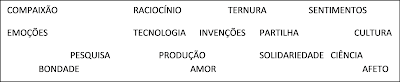 COMPAIXÃO RACIOCÍNIO TERNURA SENTIMENTOS
EMOÇÕES TECNOLOGIA INVENÇÕES PARTILHA CULTURA
PESQUISA PRODUÇÃO SOLIDARIEDADE CIÊNCIA
BONDADE AMOR AFETO